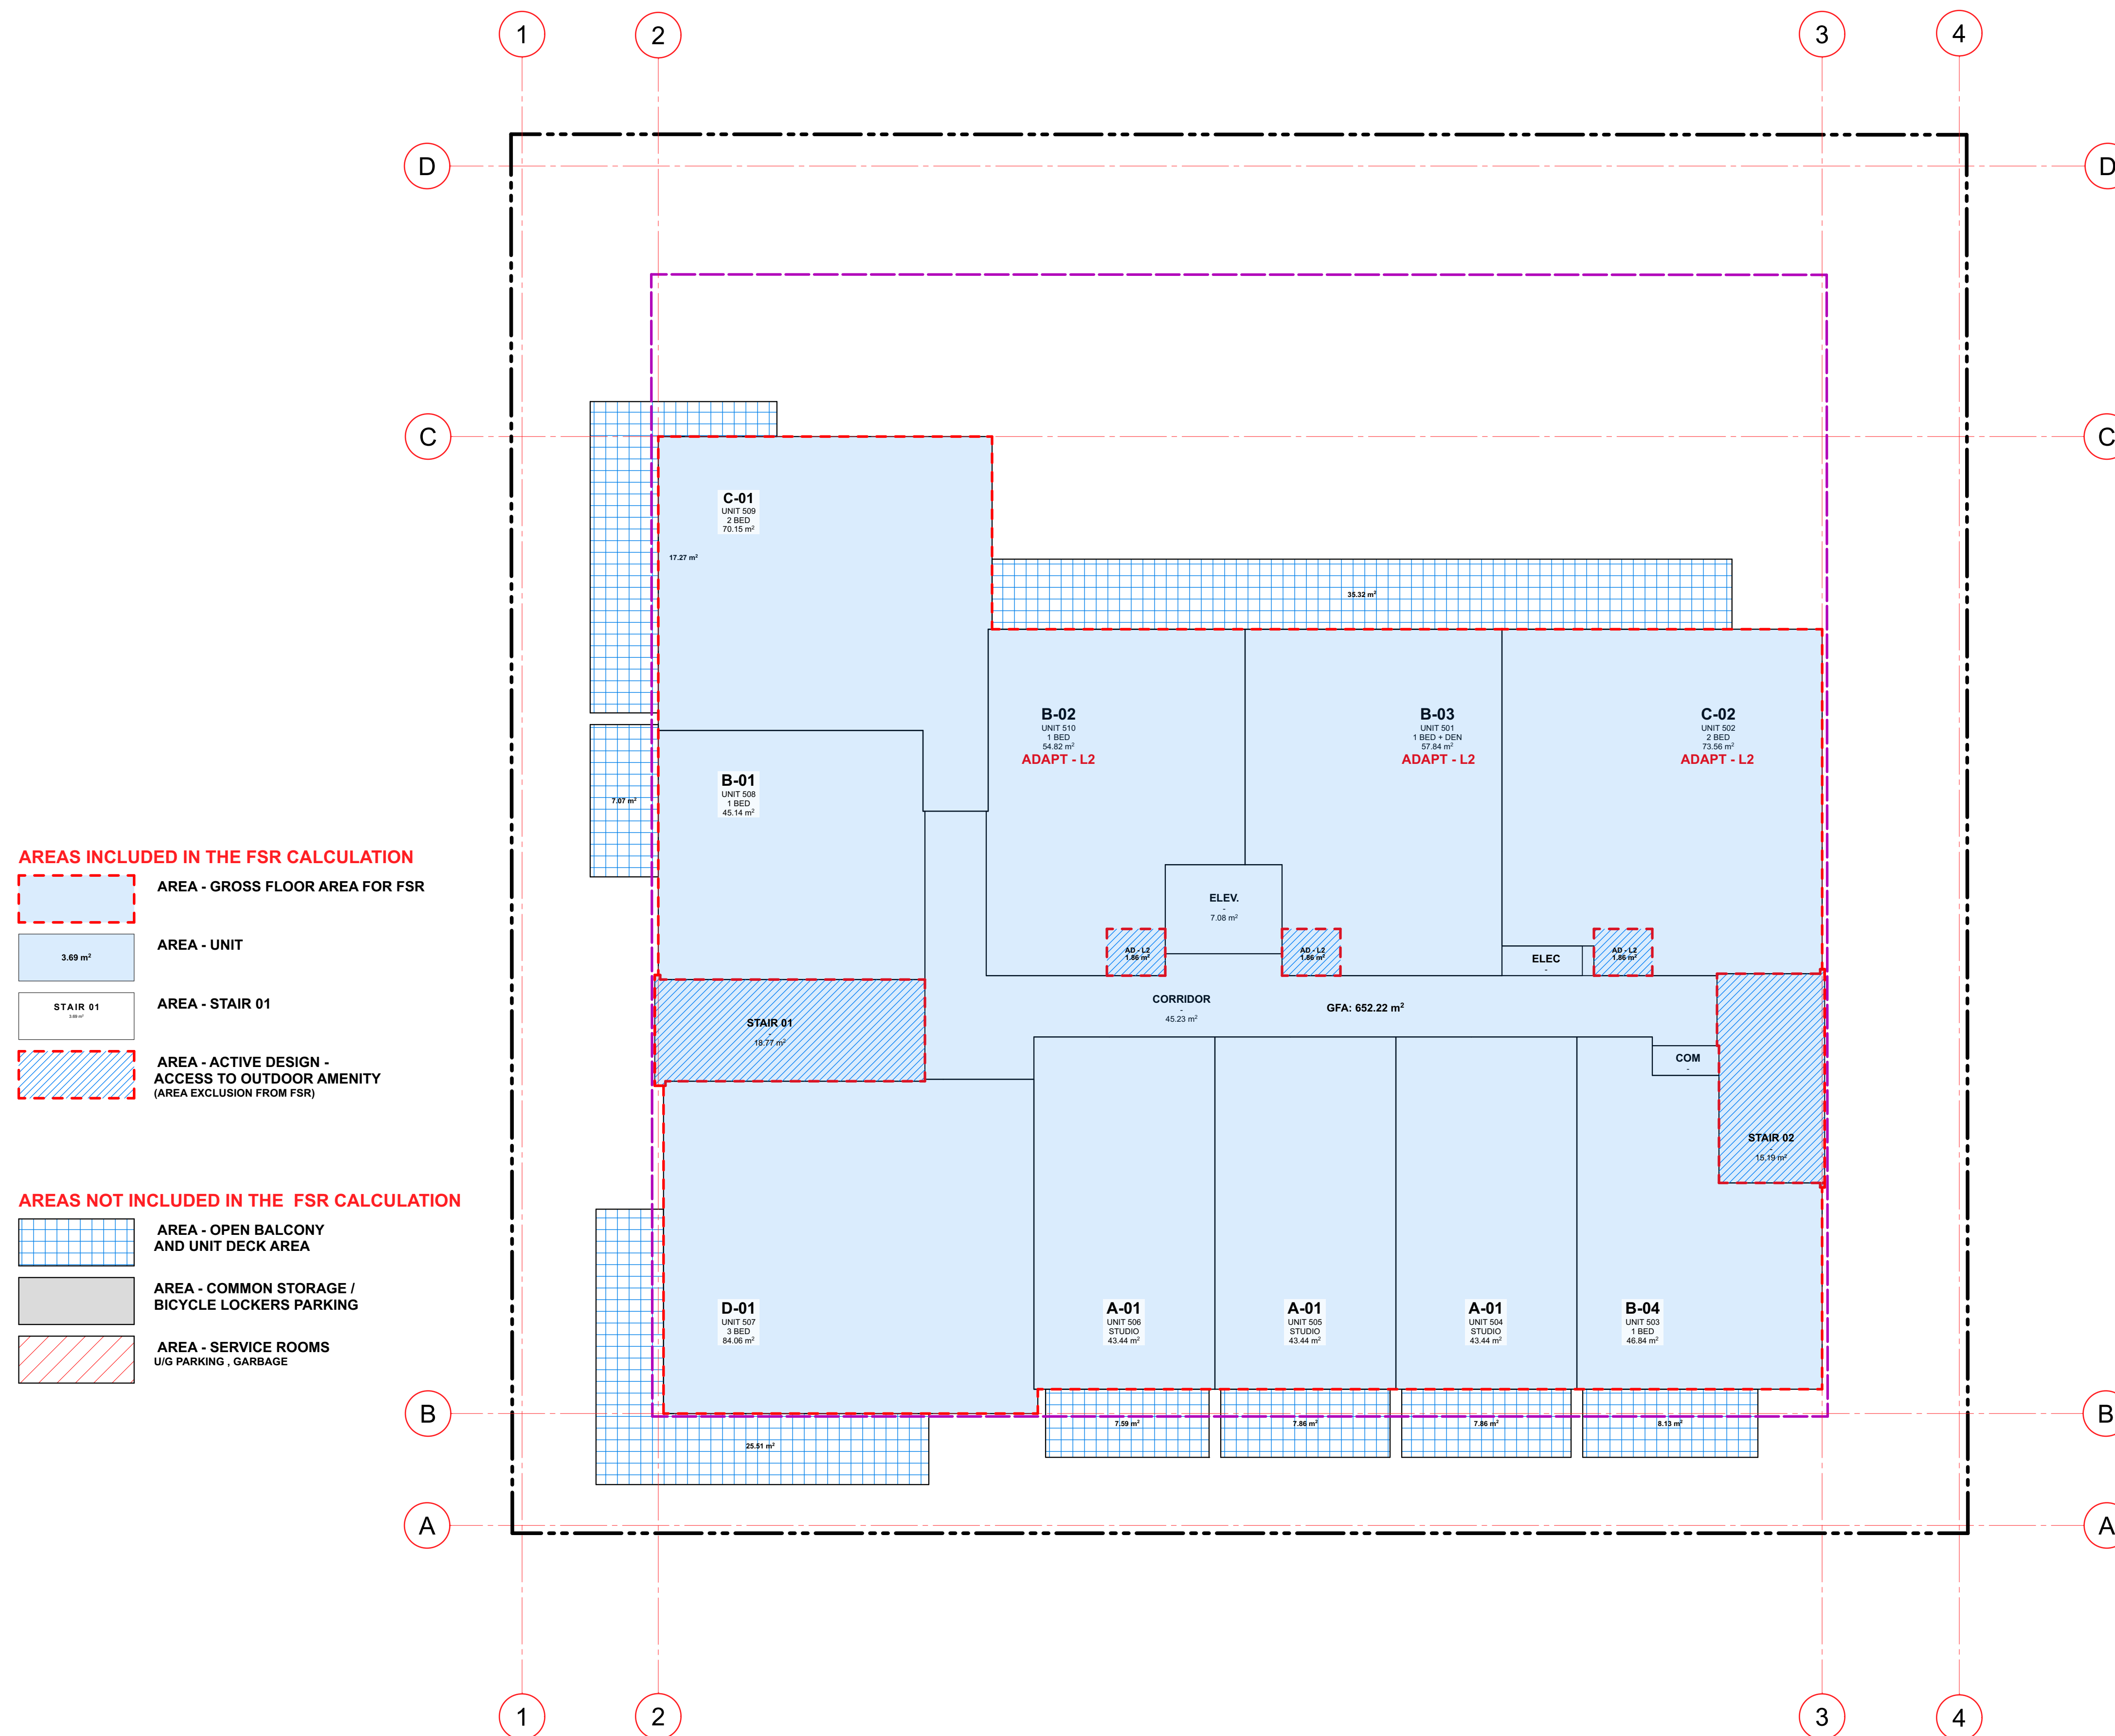 1
2
3
4
D
D
C
C
C-01
UNIT 509
2 BED
70.15 m²
17.27 m²
35.32 m²
B-02
UNIT 510
1 BED
54.82 m²
ADAPT - L2
B-03
UNIT 501
1 BED + DEN
57.84 m²
ADAPT - L2
C-02
UNIT 502
2 BED
73.56 m²
ADAPT - L2
B-01
UNIT 508
1 BED
45.14 m²
7.07 m²
AREAS INCLUDED IN THE FSR CALCULATION
AREA - GROSS FLOOR AREA FOR FSR
3.69 m²
AREA - UNIT
STAIR 01
3.69 m²
AREA - STAIR 01
AREA - ACTIVE DESIGN -
ACCESS TO OUTDOOR AMENITY
(AREA EXCLUSION FROM FSR)
ELEV.
-
7.08 m²
AD - L2
1.86 m²
AD - L2
1.86 m²
ELEC
-
AD - L2
1.86 m²
CORRIDOR
-
45.23 m²
GFA: 652.22 m²
STAIR 01
-
18.77 m²
COM
-
STAIR 02
-
15.19 m²
AREAS NOT INCLUDED IN THE FSR CALCULATION
AREA - OPEN BALCONY
AND UNIT DECK AREA
AREA - COMMON STORAGE /
BICYCLE LOCKERS PARKING
AREA - SERVICE ROOMS
U/G PARKING , GARBAGE
D-01
UNIT 507
3 BED
84.06 m²
A-01
UNIT 506
STUDIO
43.44 m²
A-01
UNIT 505
STUDIO
43.44 m²
A-01
UNIT 504
STUDIO
43.44 m²
B-04
UNIT 503
1 BED
46.84 m²
B
B
7.59 m²
7.86 m²
7.86 m²
8.13 m²
25.51 m²
A
A
1
2
3
4